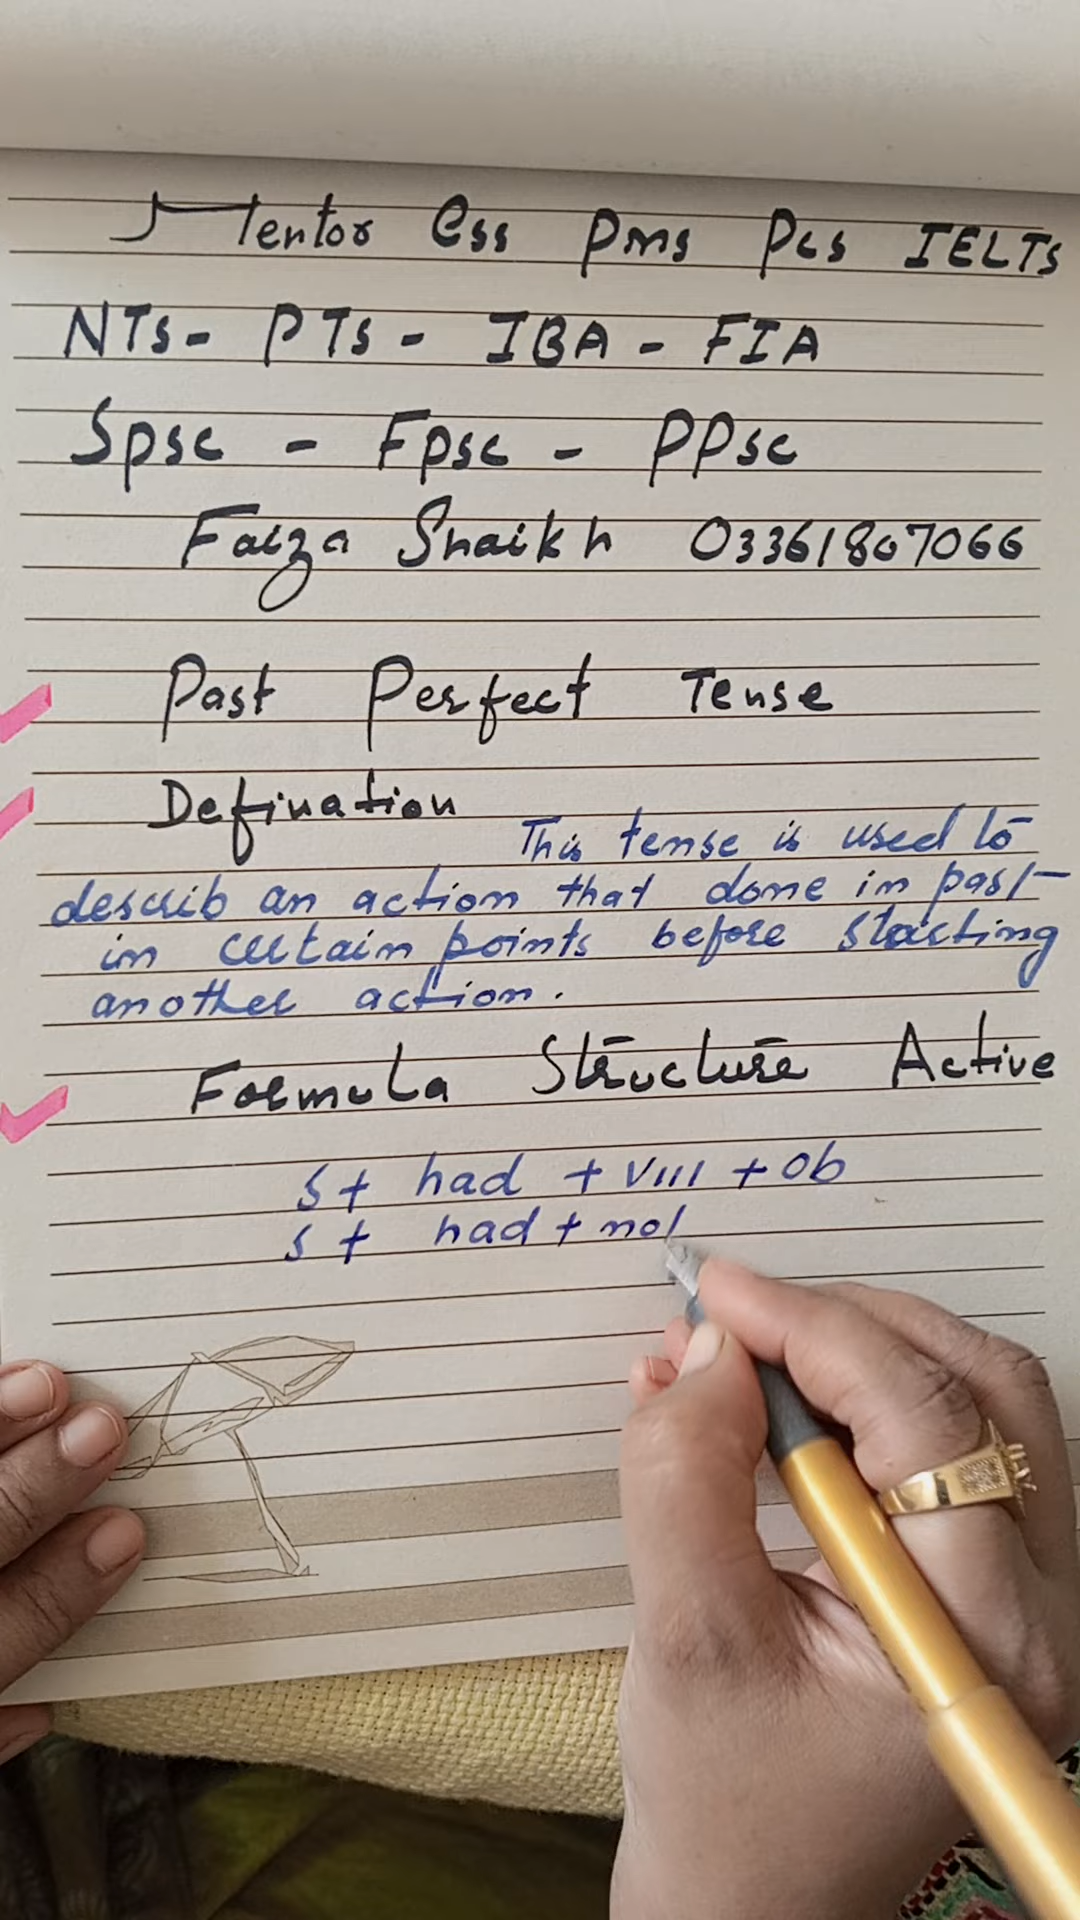 Mentor Css Pms Pcs IELTS
NTS - PTS - IBA - FIA
Spsc - Fpsc - PPsc
Faiza Shaikh 03361807066
Past Perfect Tense
Defination
This tense is used to
describ an action that done in past
in certain points before starting
another action.
Formula Structure Active
S + had + VIII + Ob
S + had + not